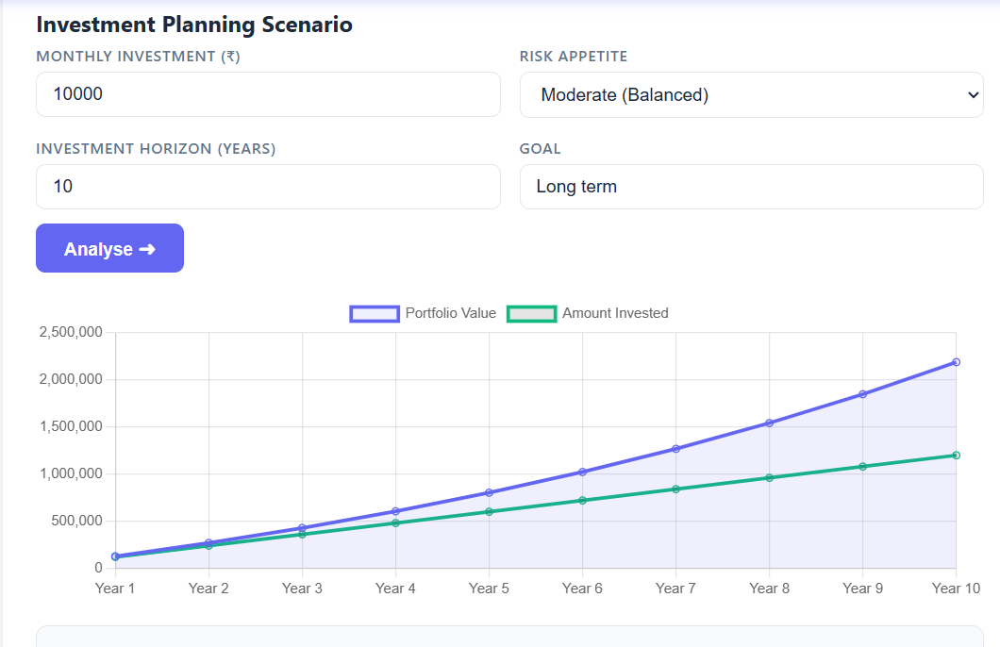 Investment Planning Scenario
MONTHLY INVESTMENT (₹)
RISK APPETITE
10000
Moderate (Balanced)
INVESTMENT HORIZON (YEARS)
GOAL
10
Long term
Analyse ➜
Portfolio Value
Amount Invested
2,500,000
2,000,000
1,500,000
1,000,000
500,000
0
Year 1 Year 2 Year 3 Year 4 Year 5 Year 6 Year 7 Year 8 Year 9 Year 10